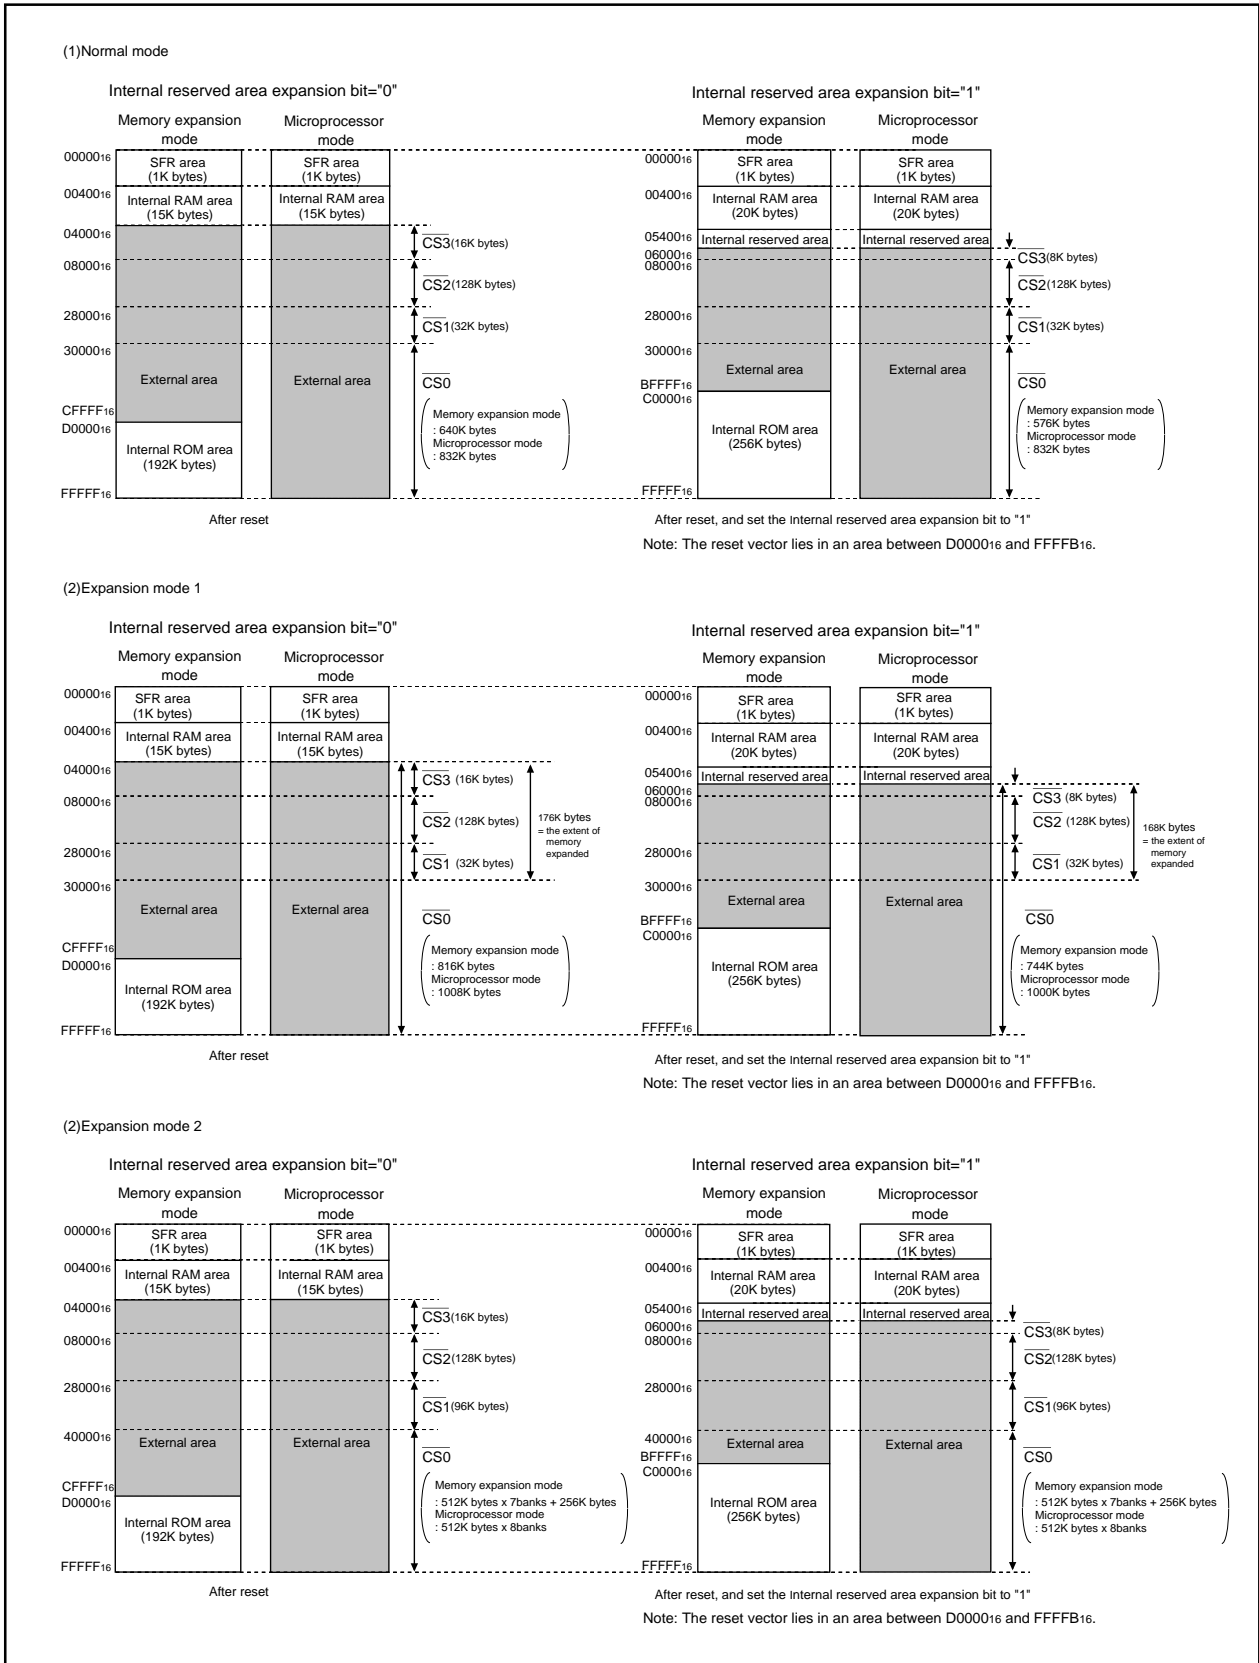 (1)Normal mode
Internal reserved area expansion bit="0"
Memory expansion
mode
Microprocessor
mode
0000016
SFR area
(1K bytes)
SFR area
(1K bytes)
0040016
Internal RAM area
(15K bytes)
Internal RAM area
(15K bytes)
0400016
CS3(16K bytes)
0800016
CS2(128K bytes)
2800016
CS1(32K bytes)
3000016
External area
External area
CS0
CFFFF16
Memory expansion mode
: 640K bytes
Microprocessor mode
: 832K bytes
D000016
Internal ROM area
(192K bytes)
FFFFF16
After reset
Internal reserved area expansion bit="1"
Memory expansion
mode
Microprocessor
mode
0000016
SFR area
(1K bytes)
SFR area
(1K bytes)
0040016
Internal RAM area
(20K bytes)
Internal RAM area
(20K bytes)
0540016
Internal reserved area
Internal reserved area
0600016
CS3(8K bytes)
0800016
CS2(128K bytes)
2800016
CS1(32K bytes)
3000016
External area
External area
CS0
BFFFF16
C000016
Memory expansion mode
: 576K bytes
Microprocessor mode
: 832K bytes
Internal ROM area
(256K bytes)
FFFFF16
After reset, and set the Internal reserved area expansion bit to "1"
Note: The reset vector lies in an area between D000016 and FFFFB16.
(2)Expansion mode 1
Internal reserved area expansion bit="0"
Memory expansion
mode
Microprocessor
mode
0000016
SFR area
(1K bytes)
SFR area
(1K bytes)
0040016
Internal RAM area
(15K bytes)
Internal RAM area
(15K bytes)
0400016
CS3 (16K bytes)
0800016
CS2 (128K bytes)
176K bytes
= the extent of
memory
expanded
2800016
CS1 (32K bytes)
3000016
External area
External area
CS0
CFFFF16
Memory expansion mode
: 816K bytes
Microprocessor mode
: 1008K bytes
D000016
Internal ROM area
(192K bytes)
FFFFF16
After reset
Internal reserved area expansion bit="1"
Memory expansion
mode
Microprocessor
mode
0000016
SFR area
(1K bytes)
SFR area
(1K bytes)
0040016
Internal RAM area
(20K bytes)
Internal RAM area
(20K bytes)
0540016
Internal reserved area
Internal reserved area
0600016
CS3 (8K bytes)
0800016
CS2 (128K bytes)
168K bytes
= the extent of
memory
expanded
2800016
CS1 (32K bytes)
3000016
External area
External area
CS0
BFFFF16
C000016
Memory expansion mode
: 744K bytes
Microprocessor mode
: 1000K bytes
Internal ROM area
(256K bytes)
FFFFF16
After reset, and set the Internal reserved area expansion bit to "1"
Note: The reset vector lies in an area between D000016 and FFFFB16.
(2)Expansion mode 2
Internal reserved area expansion bit="0"
Memory expansion
mode
Microprocessor
mode
0000016
SFR area
(1K bytes)
SFR area
(1K bytes)
0040016
Internal RAM area
(15K bytes)
Internal RAM area
(15K bytes)
0400016
CS3(16K bytes)
0800016
CS2(128K bytes)
2800016
CS1(96K bytes)
4000016
External area
External area
CS0
CFFFF16
D000016
Memory expansion mode
: 512K bytes x 7banks + 256K bytes
Microprocessor mode
: 512K bytes x 8banks
Internal ROM area
(192K bytes)
FFFFF16
After reset
Internal reserved area expansion bit="1"
Memory expansion
mode
Microprocessor
mode
0000016
SFR area
(1K bytes)
SFR area
(1K bytes)
0040016
Internal RAM area
(20K bytes)
Internal RAM area
(20K bytes)
0540016
Internal reserved area
Internal reserved area
0600016
CS3(8K bytes)
0800016
CS2(128K bytes)
2800016
CS1(96K bytes)
4000016
External area
External area
CS0
BFFFF16
C000016
Memory expansion mode
: 512K bytes x 7banks + 256K bytes
Microprocessor mode
: 512K bytes x 8banks
Internal ROM area
(256K bytes)
FFFFF16
After reset, and set the Internal reserved area expansion bit to "1"
Note: The reset vector lies in an area between D000016 and FFFFB16.